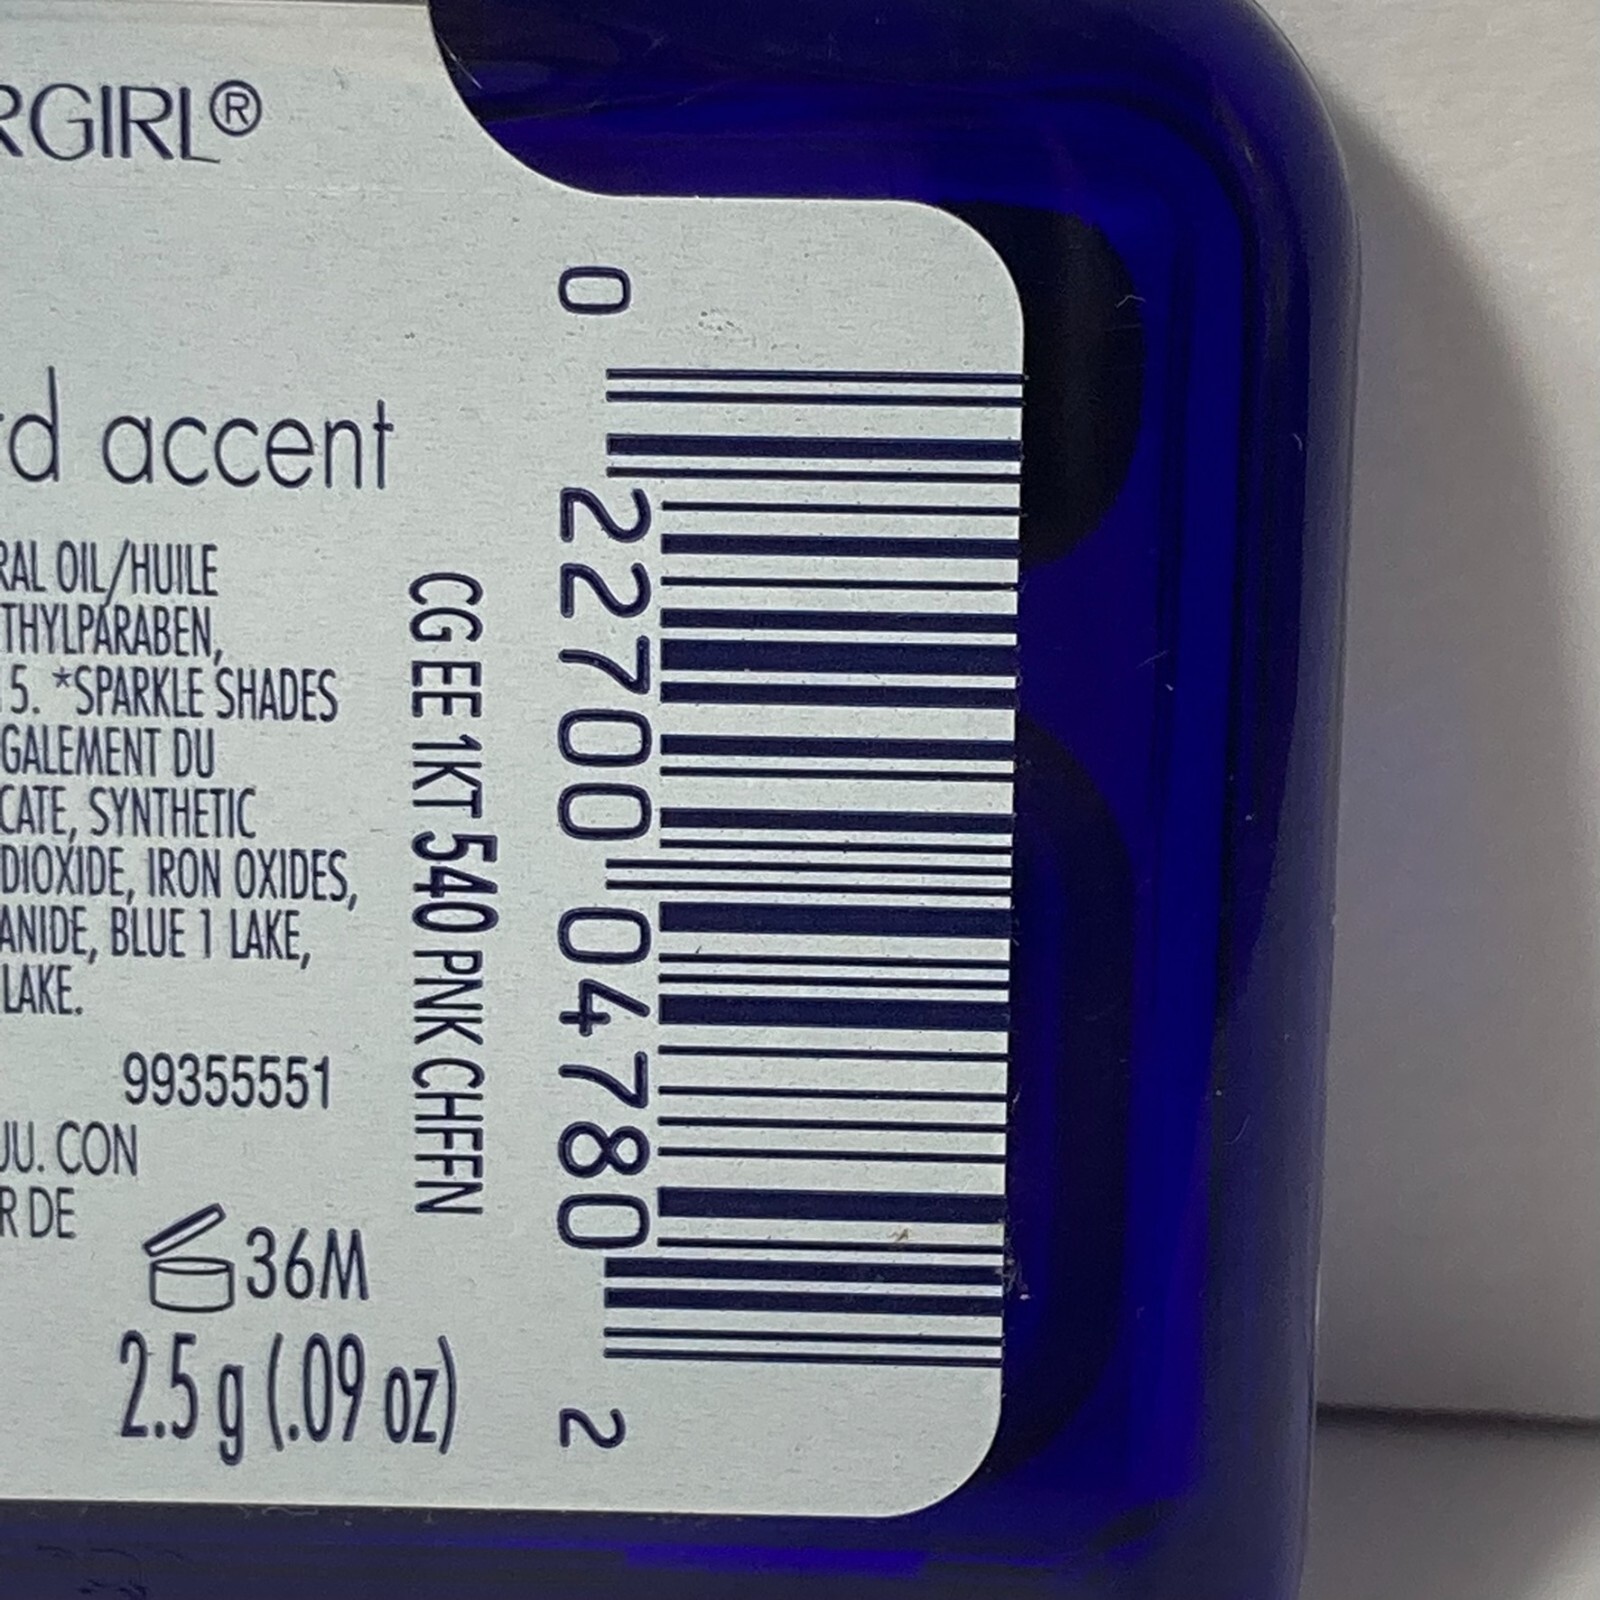 RGIRL®
rd accent
RAL OIL/HUILE
THYLPARABEN,
15. *SPARKLE SHADES
GALEMENT DU
CATE, SYNTHETIC
DIOXIDE, IRON OXIDES,
ANIDE, BLUE 1 LAKE,
LAKE.
99355551
JU. CON
R DE
36M
2.5 g (.09 oz)
CG EE 1KT 540 PNK CHFFN
0 22700 04780 2